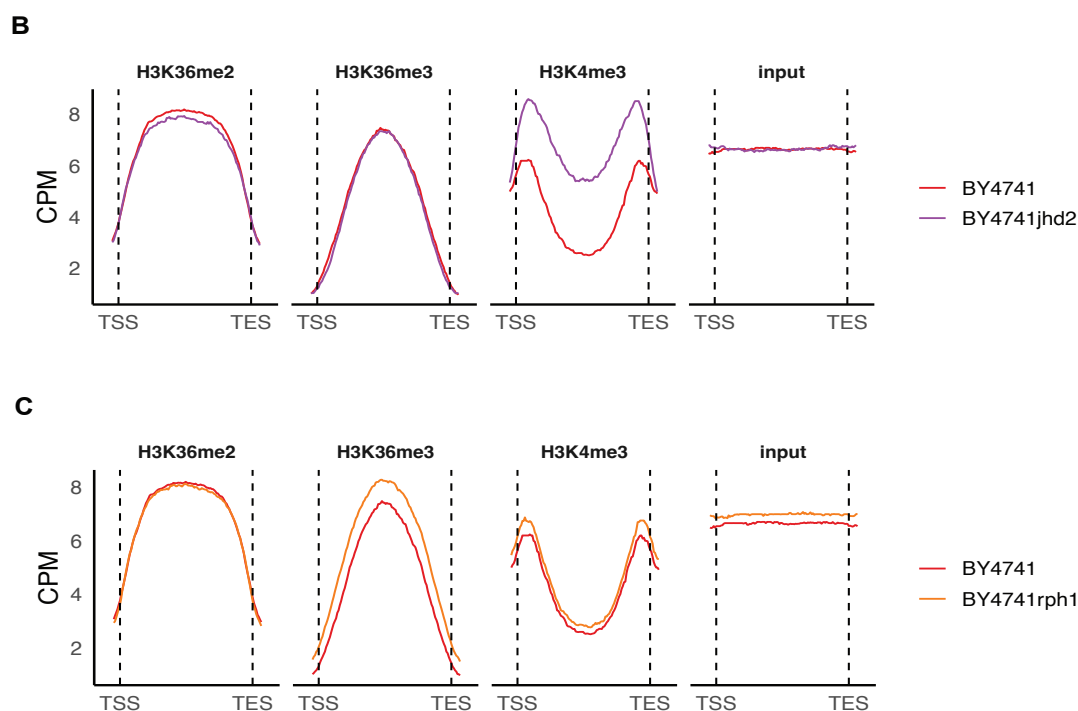 B
H3K36me2 H3K36me3 H3K4me3 input
8
6
4
2
CPM
TSS TES TSS TES TSS TES TSS TES
BY4741
BY4741jhd2
C
H3K36me2 H3K36me3 H3K4me3 input
8
6
4
2
CPM
TSS TES TSS TES TSS TES TSS TES
BY4741
BY4741rph1